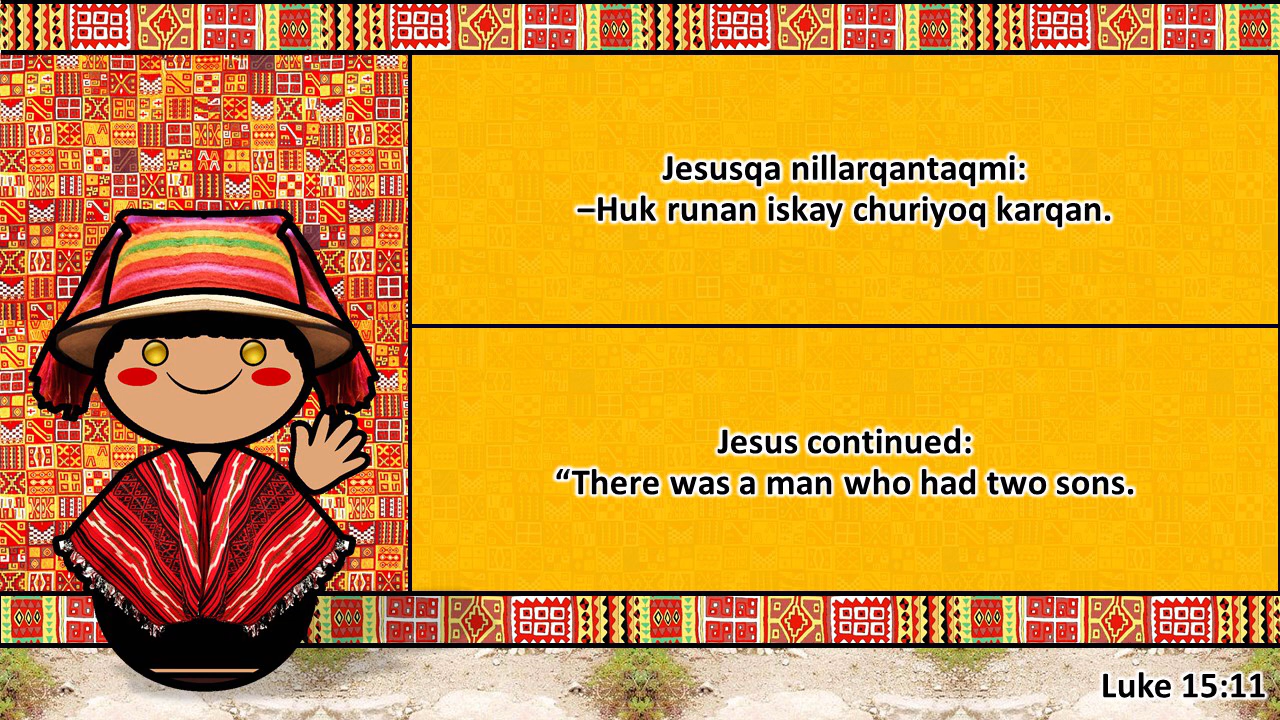 Jesusqa nillarqantaqmi:
–Huk runan iskay churiyoq karqan.
Jesus continued:
“There was a man who had two sons.
Luke 15:11